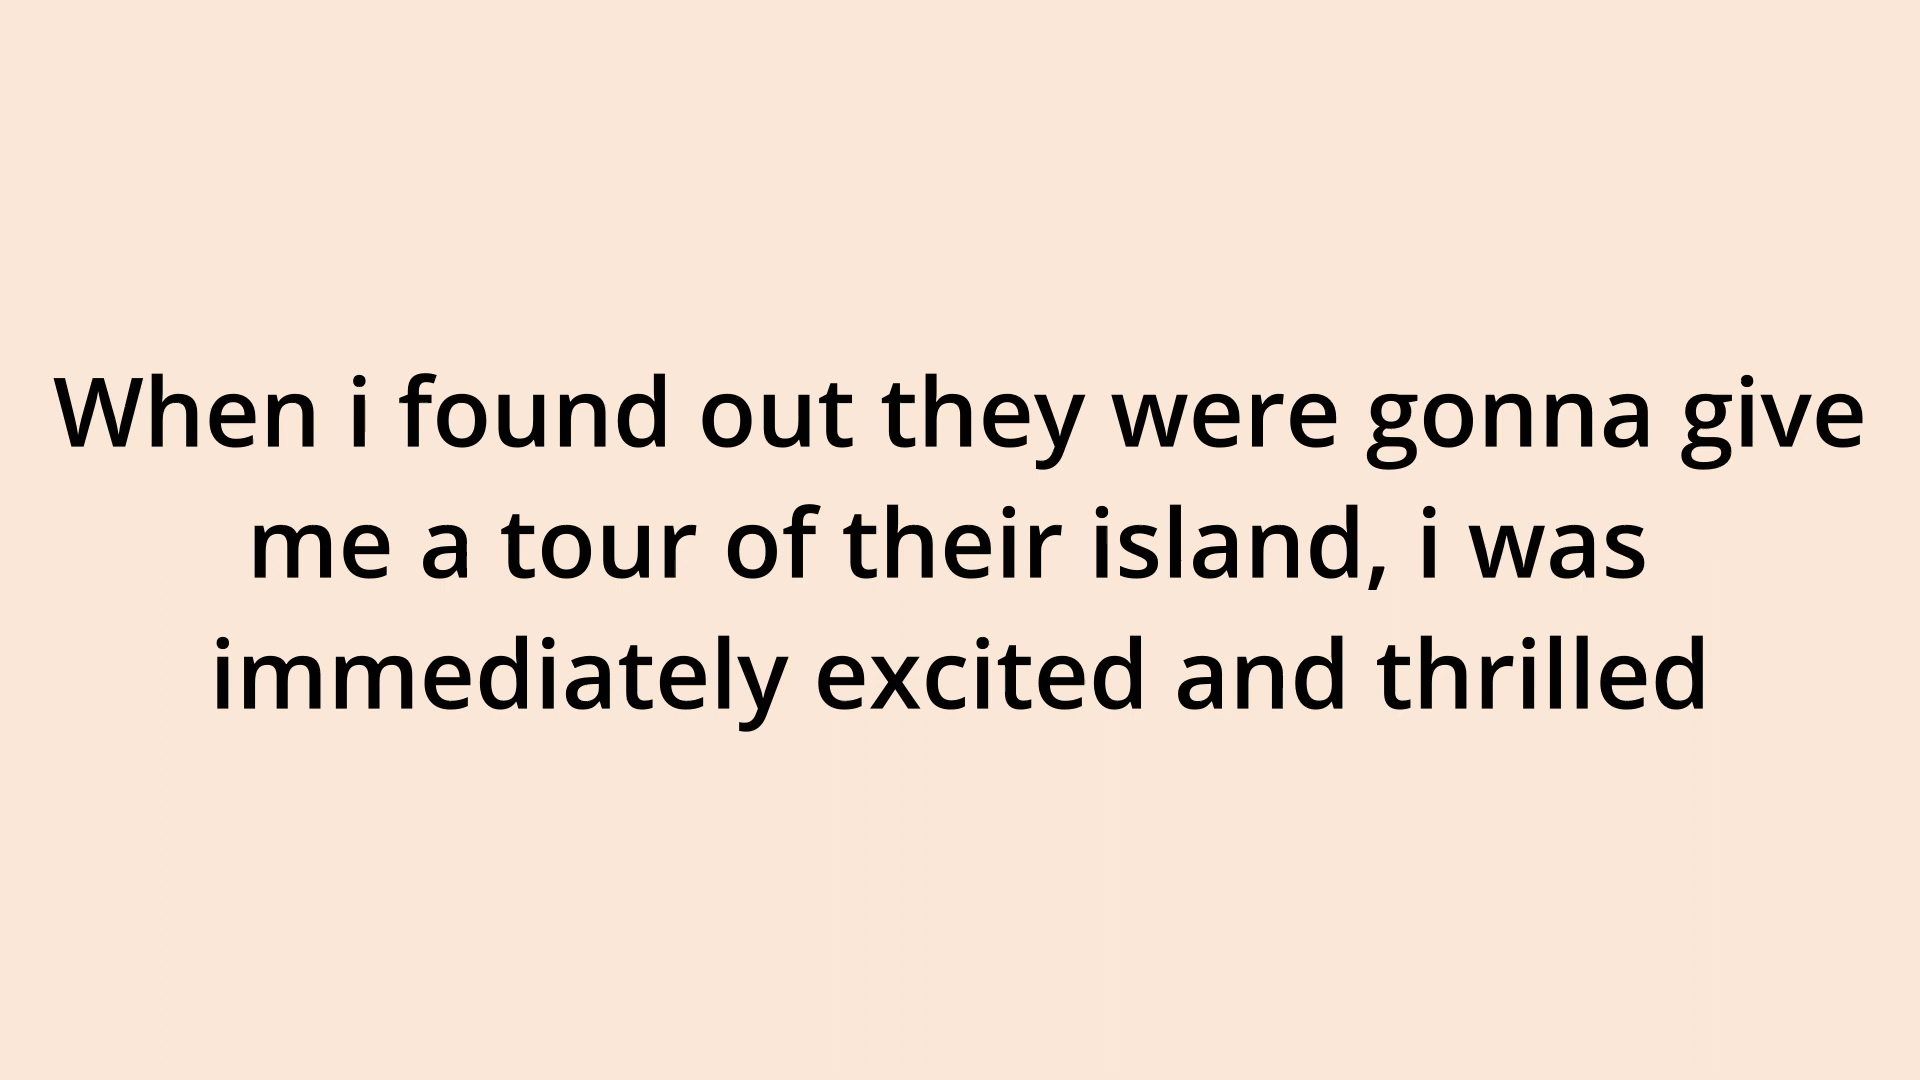 When i found out they were gonna give
me a tour of their island, i was
immediately excited and thrilled